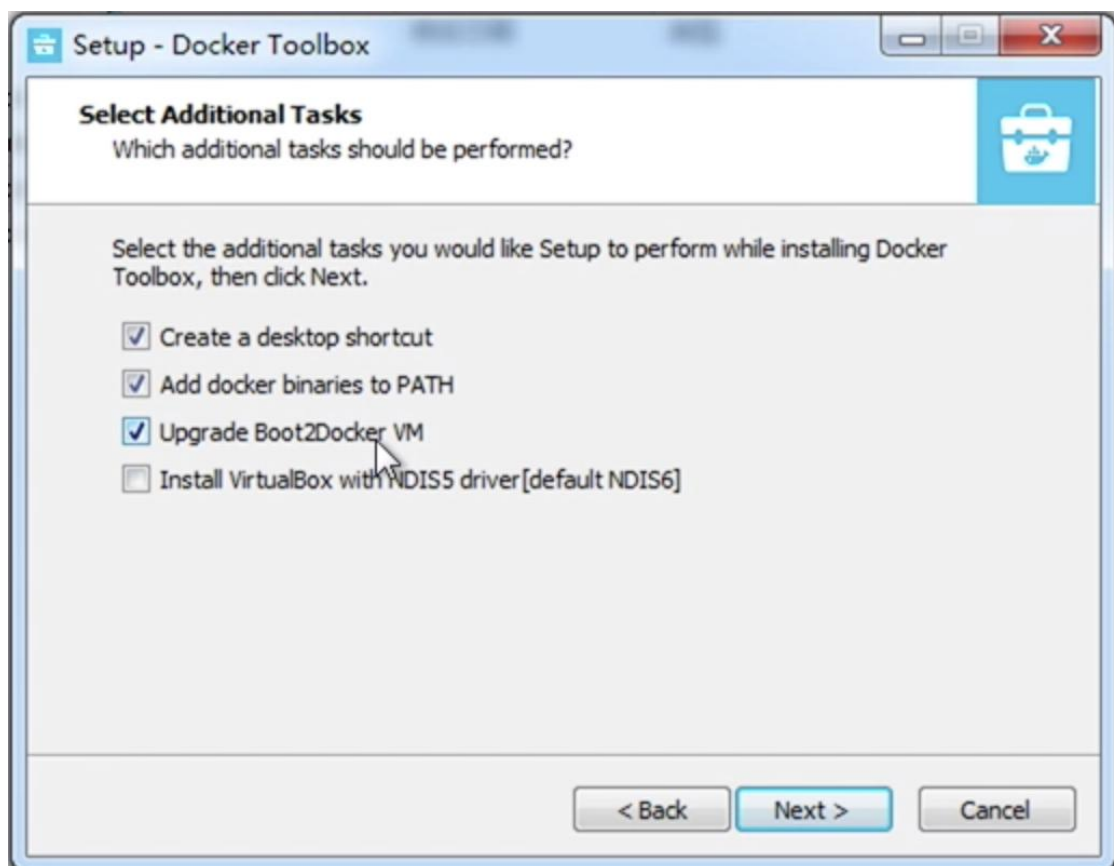 Setup - Docker Toolbox
Select Additional Tasks
Which additional tasks should be performed?
Select the additional tasks you would like Setup to perform while installing Docker
Toolbox, then click Next.
Create a desktop shortcut
Add docker binaries to PATH
Upgrade Boot2Docker VM
Install VirtualBox with NDIS5 driver[default NDIS6]
< Back
Next >
Cancel